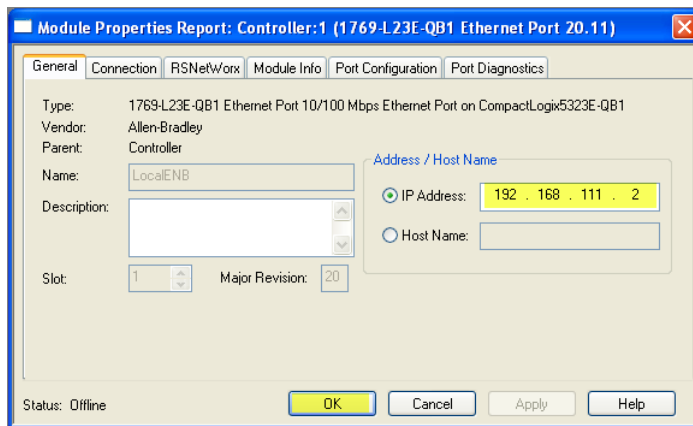 Module Properties Report: Controller:1 (1769-L23E-QB1 Ethernet Port 20.11)
General Connection RSNetWorx Module Info Port Configuration Port Diagnostics
Type: 1769-L23E-QB1 Ethernet Port 10/100 Mbps Ethernet Port on CompactLogix5323E-QB1
Vendor: Allen-Bradley
Parent: Controller
Name: LocalENB
Description:
Slot: 1 Major Revision: 20
Address / Host Name
IP Address: 192 . 168 . 111 . 2
Host Name:
Status: Offline
OK Cancel Apply Help